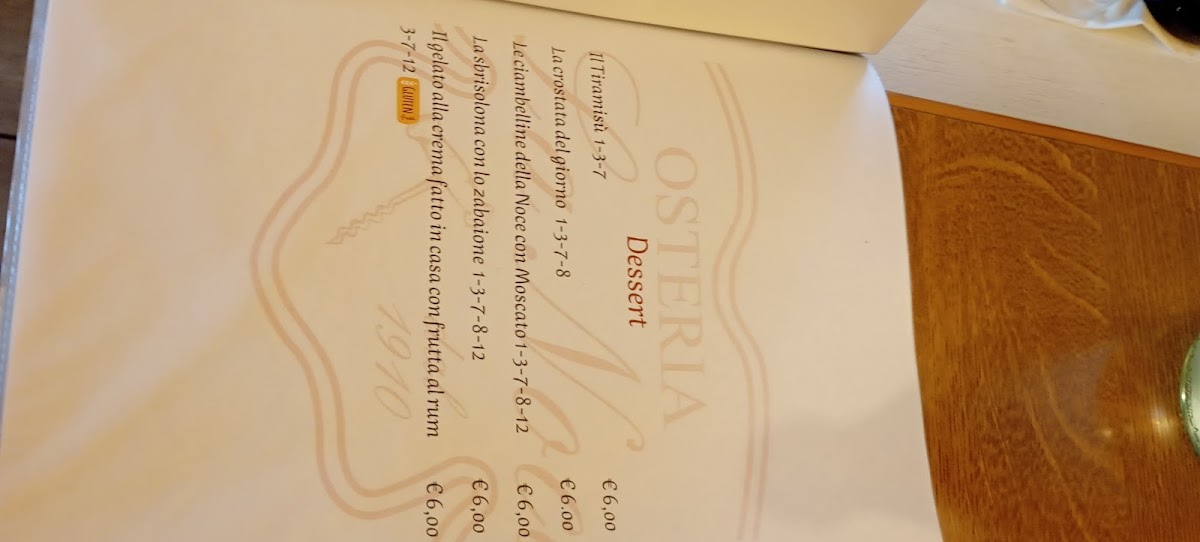 OSTERIA
Dessert
Il Tiramisù 1-3-7 € 6,00
La crostata del giorno 1-3-7-8 € 6.00
Le ciambelline della Noce con Moscato 1-3-7-8-12 € 6,00
La sbrisolona con lo zabaione 1-3-7-8-12 € 6,00
Il gelato alla crema fatto in casa con frutta al rum € 6,00
3-7-12 GLUTEN
1910